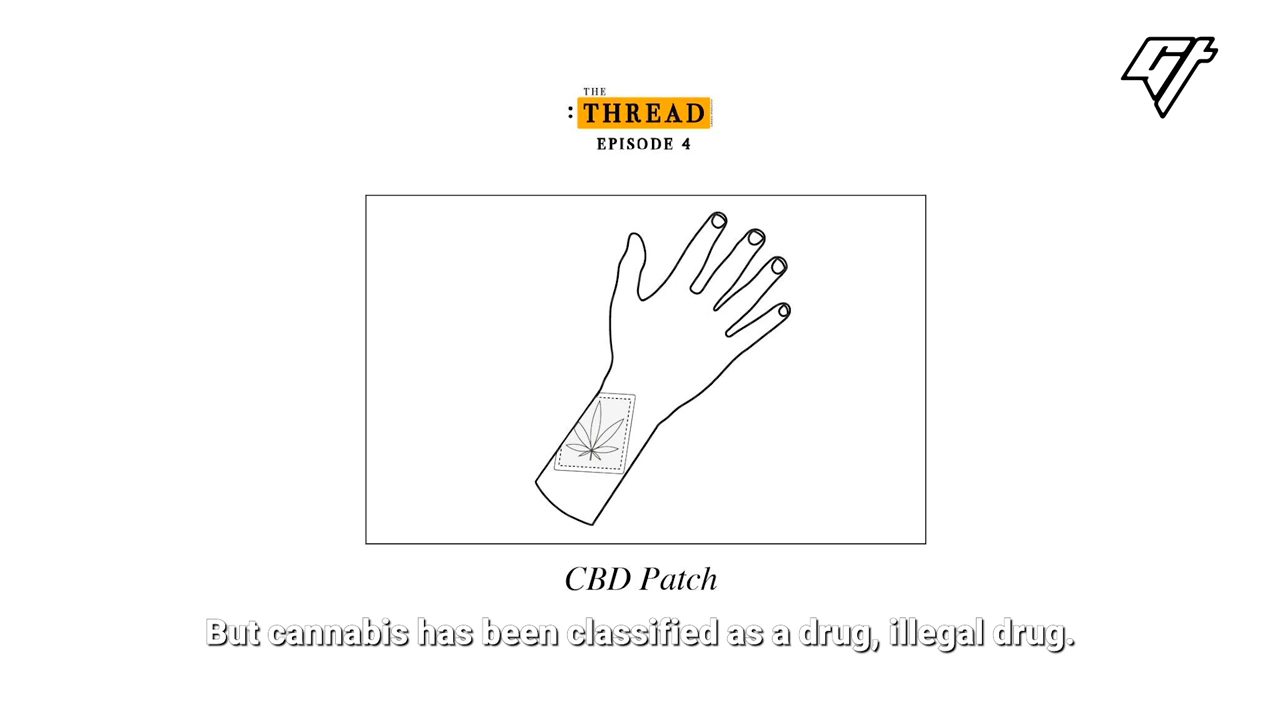 THE
: THREAD
EPISODE 4
CBD Patch
But cannabis has been classified as a drug, illegal drug.